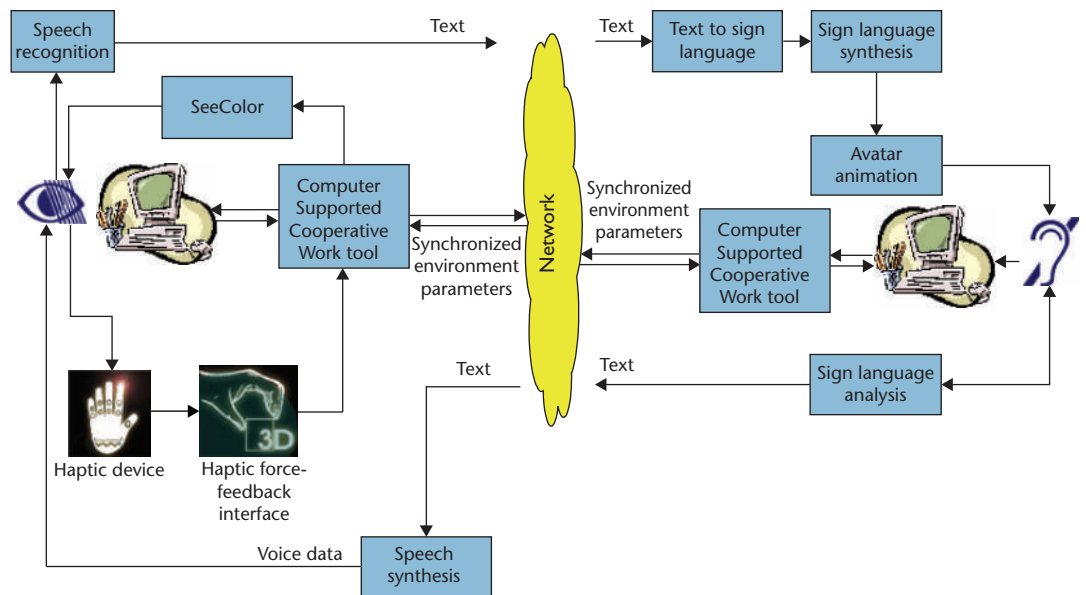 Speech
recognition
Text
Text
Text to sign
language
Sign language
synthesis
SeeColor
Avatar
animation
Computer
Supported
Cooperative
Work tool
Synchronized
environment
parameters
Network
Synchronized
environment
parameters
Computer
Supported
Cooperative
Work tool
Text
Text
Sign language
analysis
3D
Haptic device
Haptic force-
feedback
interface
Voice data
Speech
synthesis